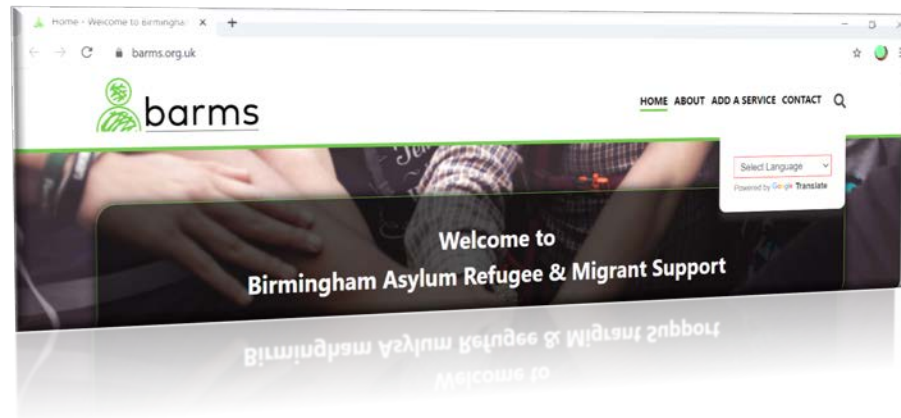 Home - Welcome to Birmingha
barms.org.uk
barms
HOME ABOUT ADD A SERVICE CONTACT
Select Language
Powered by Google Translate
Welcome to
Birmingham Asylum Refugee & Migrant Support
Birmingham Asylum Refugee & Migrant Support
Welcome to